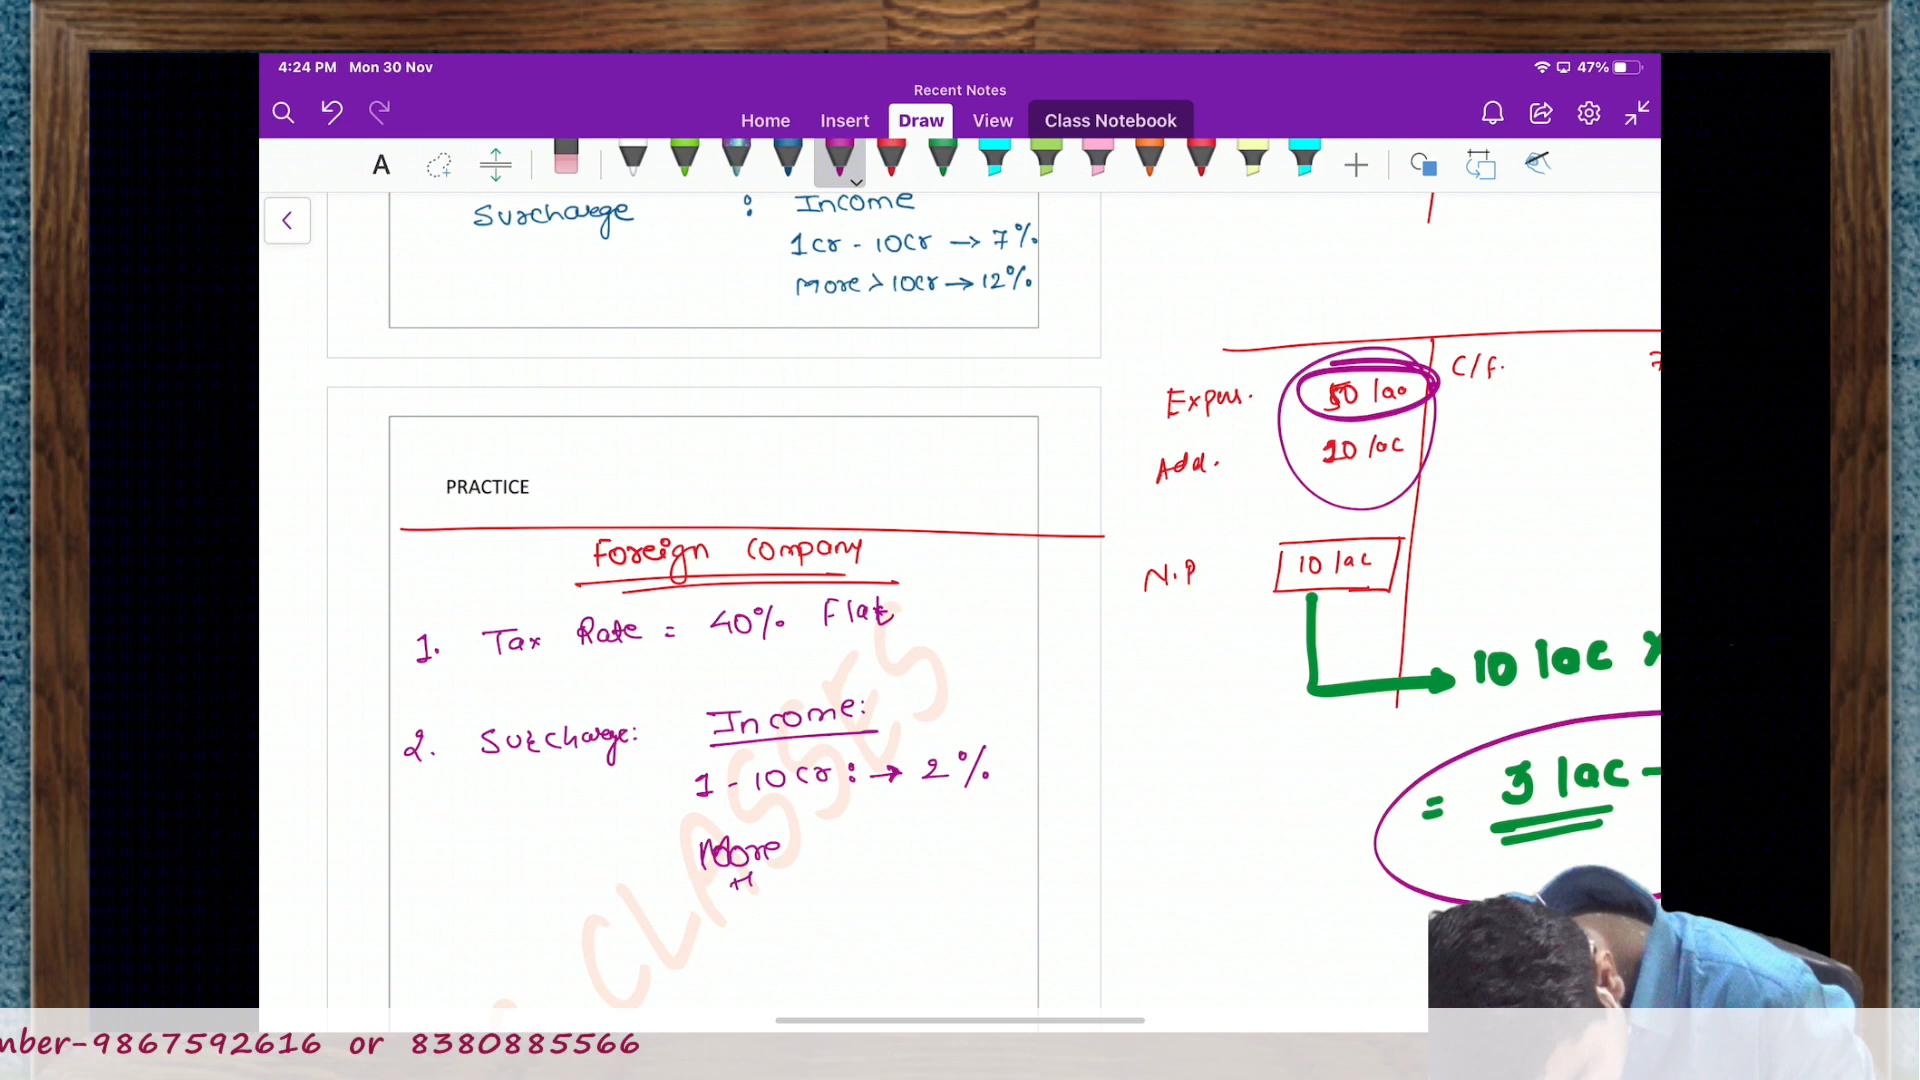 4:24 PM Mon 30 Nov
47%
Recent Notes
Home Insert Draw View Class Notebook
A
Surcharge : Income
1cr - 10cr → 7%
More > 10cr → 12%
PRACTICE
Foreign Company
1. Tax Rate = 40% Flat
2. Surcharge: Income:
1 - 10cr : → 2%
More
C/f.
Expen. 50 lac
Add. 10 lac
N.P 10 lac
10 lac x
= 3 lac -
CLASSES
mber-9867592616 or 8380885566